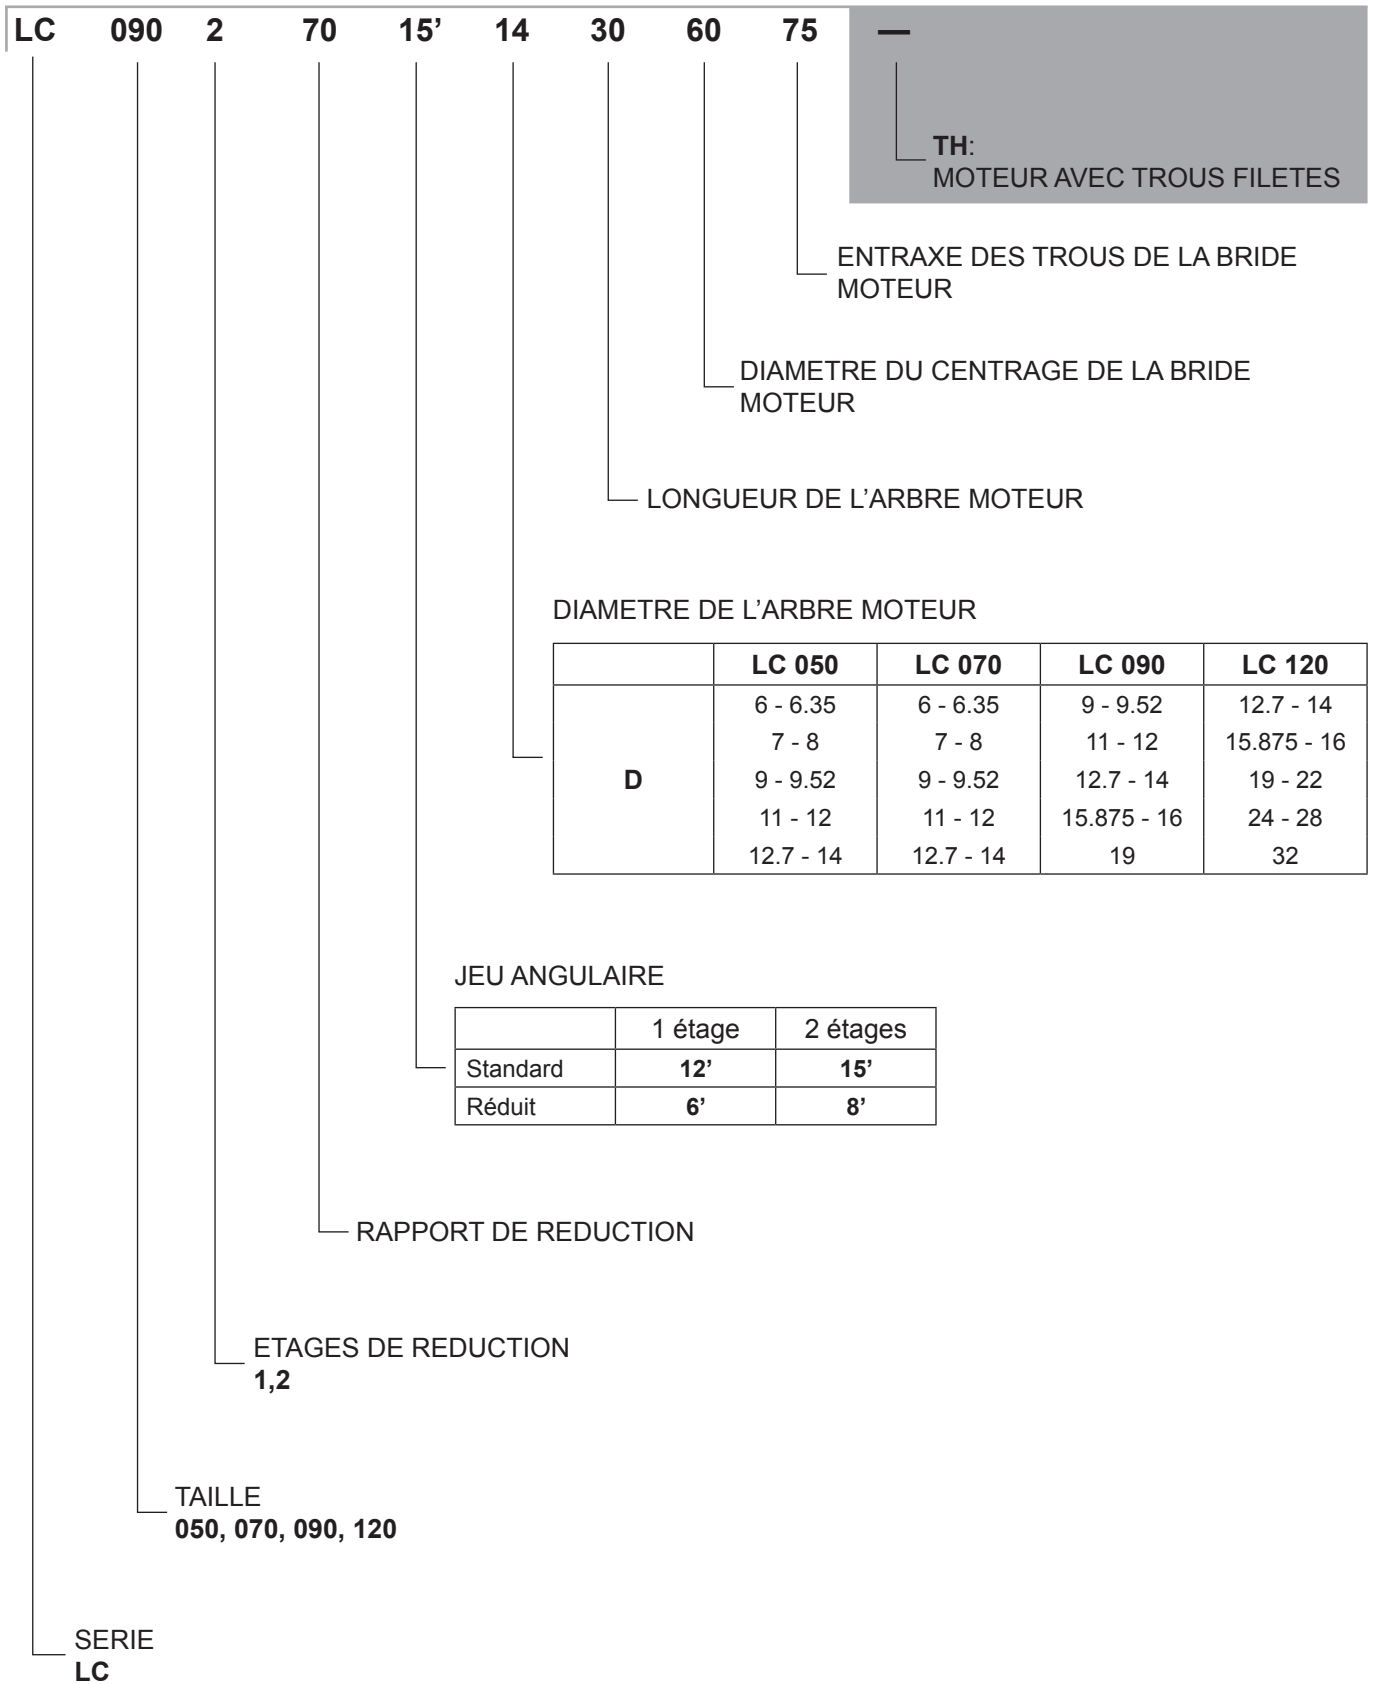 LC 090 2 70 15’ 14 30 60 75 —
TH:
MOTEUR AVEC TROUS FILETES
ENTRAXE DES TROUS DE LA BRIDE
MOTEUR
DIAMETRE DU CENTRAGE DE LA BRIDE
MOTEUR
LONGUEUR DE L’ARBRE MOTEUR
DIAMETRE DE L’ARBRE MOTEUR
LC 050 LC 070 LC 090 LC 120
6 - 6.35 6 - 6.35 9 - 9.52 12.7 - 14
7 - 8 7 - 8 11 - 12 15.875 - 16
D 9 - 9.52 9 - 9.52 12.7 - 14 19 - 22
11 - 12 11 - 12 15.875 - 16 24 - 28
12.7 - 14 12.7 - 14 19 32
JEU ANGULAIRE
1 étage 2 étages
Standard 12’ 15’
Réduit 6’ 8’
RAPPORT DE REDUCTION
ETAGES DE REDUCTION
1,2
TAILLE
050, 070, 090, 120
SERIE
LC